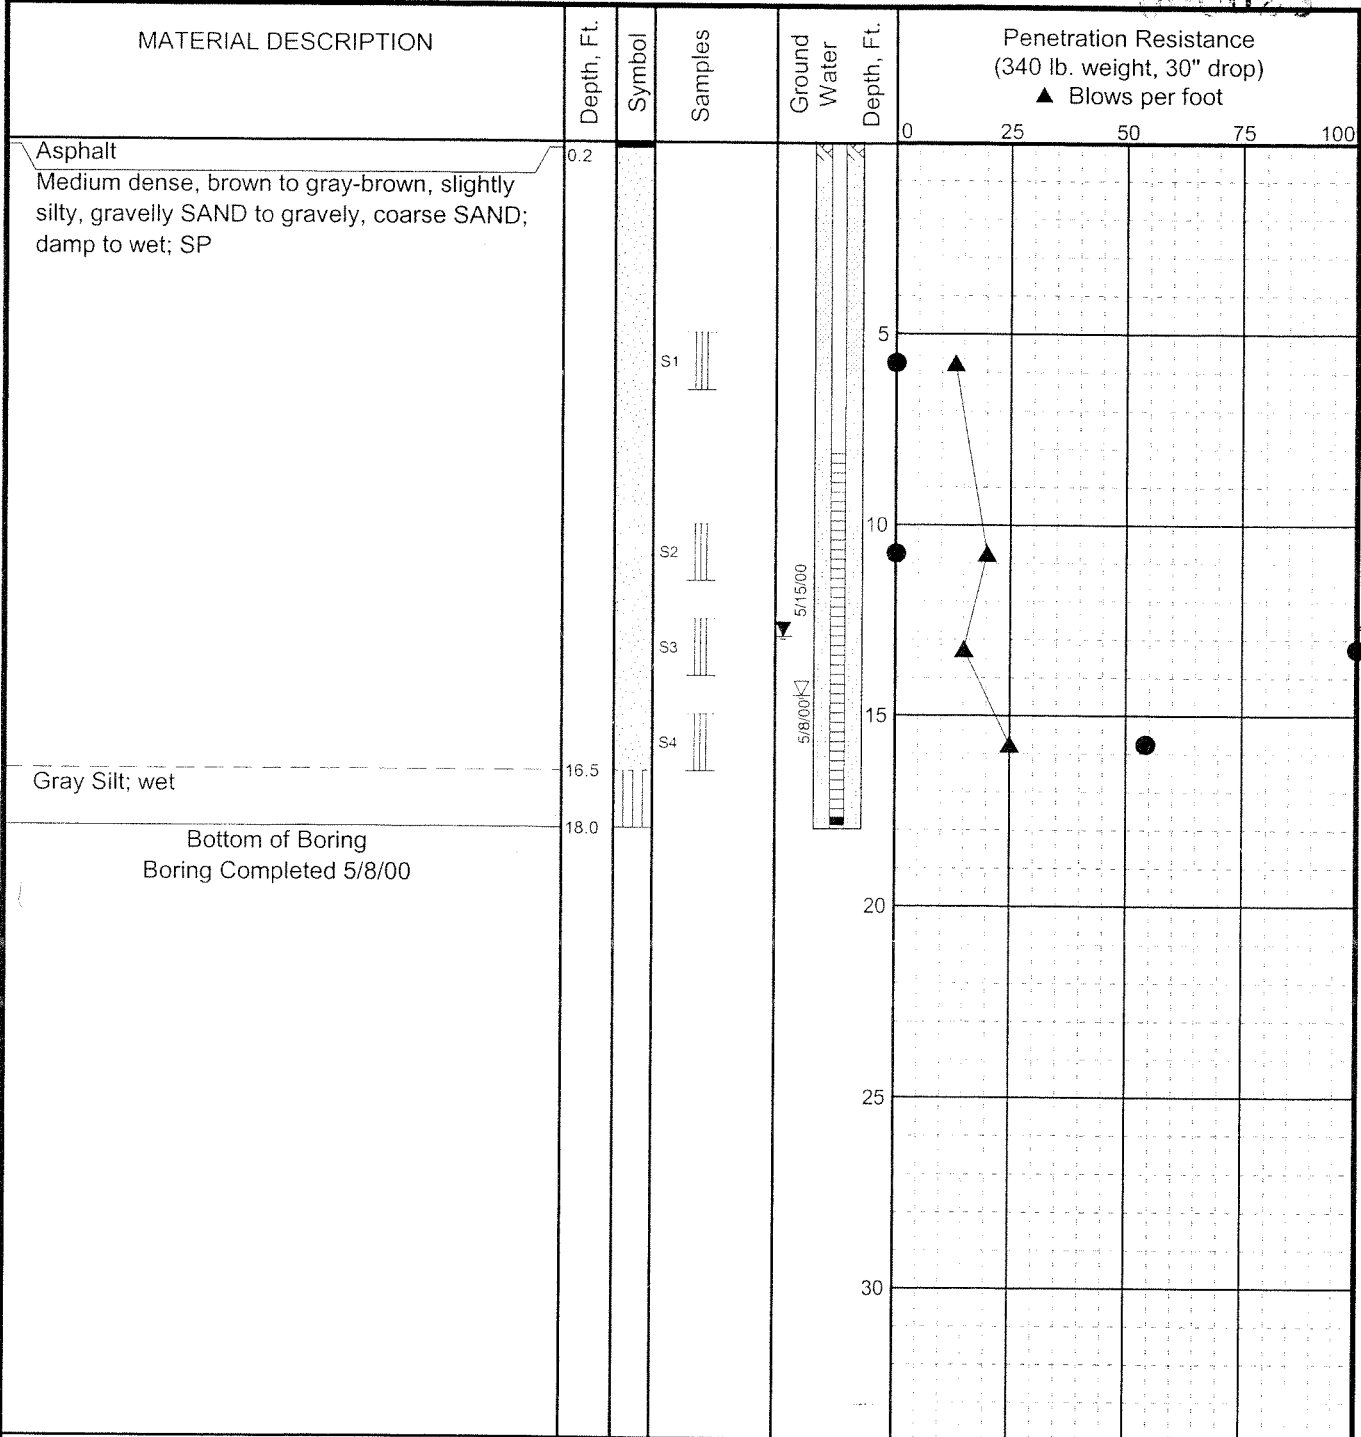 MATERIAL DESCRIPTION
Depth, Ft.
Symbol
Samples
Ground
Water
Depth, Ft.
Penetration Resistance
(340 lb. weight, 30" drop)
▲ Blows per foot
0 25 50 75 100
Asphalt
0.2
Medium dense, brown to gray-brown, slightly
silty, gravelly SAND to gravely, coarse SAND;
damp to wet; SP
5
S1
10
S2
5/15/00
S3
5/8/00
15
S4
16.5
Gray Silt; wet
18.0
Bottom of Boring
Boring Completed 5/8/00
20
25
30